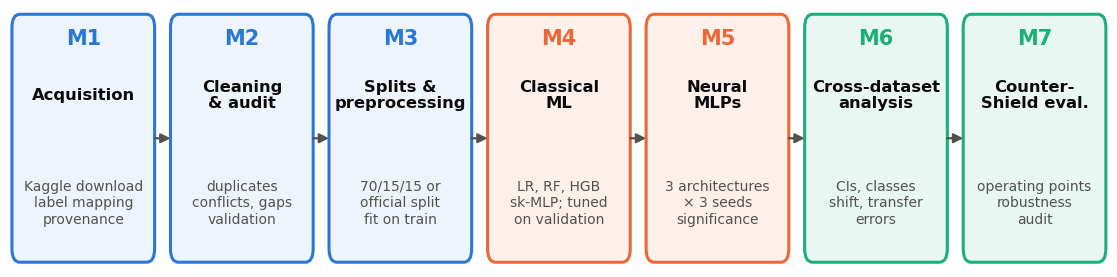 M1
Acquisition
Kaggle download
label mapping
provenance
M2
Cleaning
& audit
duplicates
conflicts, gaps
validation
M3
Splits &
preprocessing
70/15/15 or
official split
fit on train
M4
Classical
ML
LR, RF, HGB
sk-MLP; tuned
on validation
M5
Neural
MLPs
3 architectures
× 3 seeds
significance
M6
Cross-dataset
analysis
CIs, classes
shift, transfer
errors
M7
Counter-
Shield eval.
operating points
robustness
audit